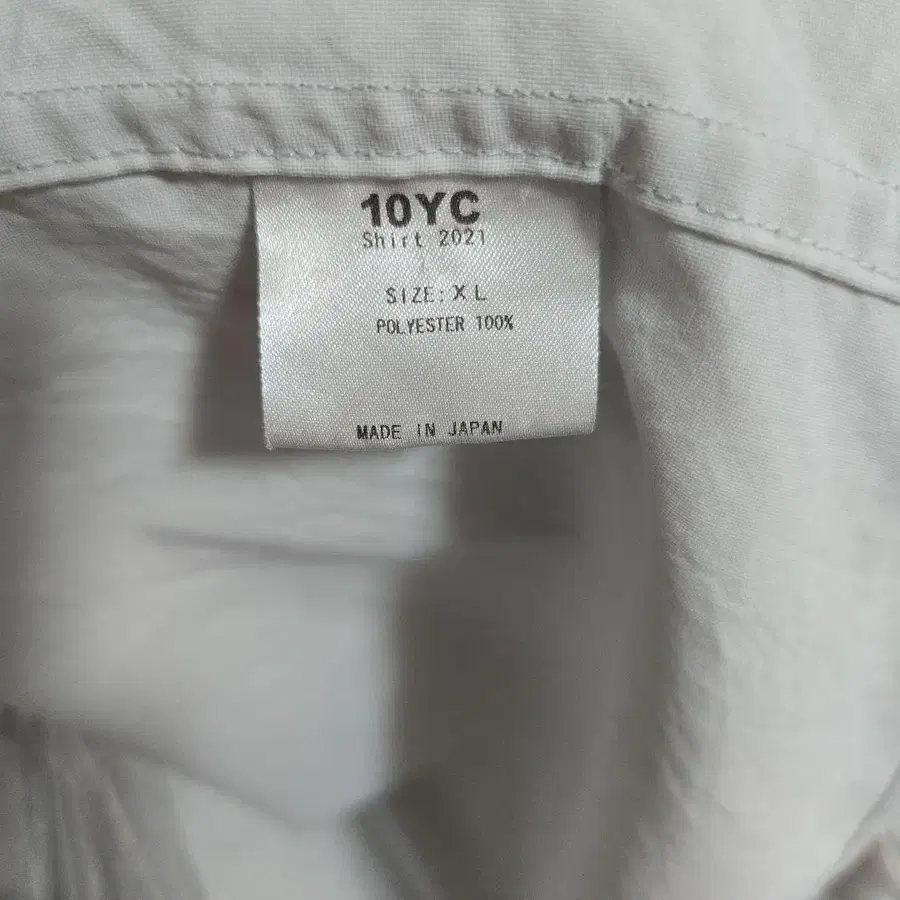 10YC
Shirt 2021
SIZE: XL
POLYESTER 100%
MADE IN JAPAN